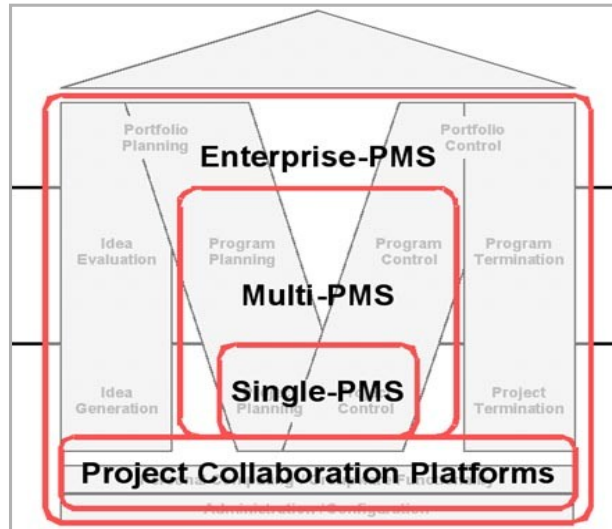 Portfolio
Planning
Portfolio
Control
Enterprise-PMS
Idea
Evaluation
Program
Planning
Program
Control
Program
Termination
Multi-PMS
Single-PMS
Idea
Generation
Planning
Control
Project
Termination
Project Collaboration Platforms
Administration / Configuration